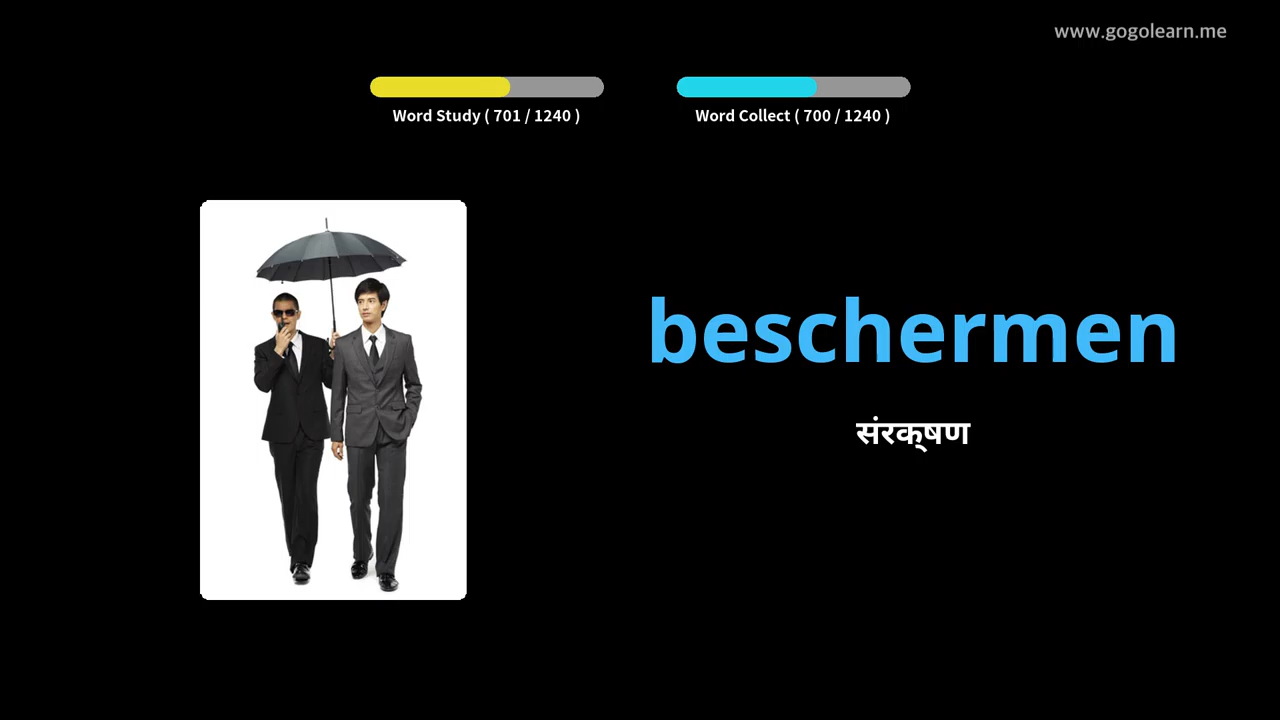 www.gogolearn.me
Word Study ( 701 / 1240 )
Word Collect ( 700 / 1240 )
beschermen
संरक्षण